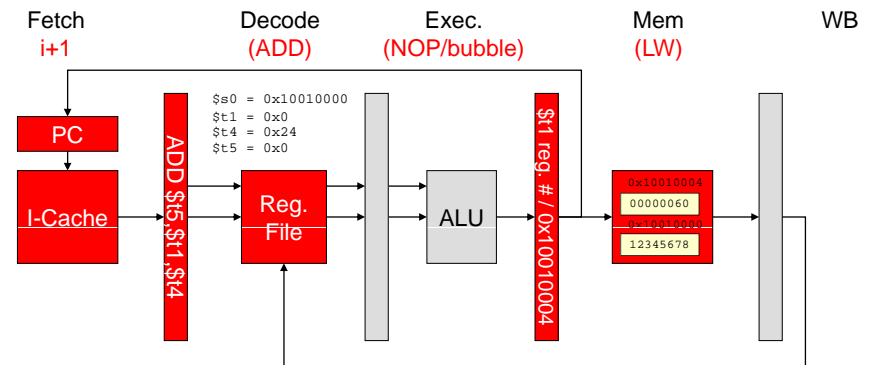 Fetch Decode Exec. Mem WB
i+1 (ADD) (NOP/bubble) (LW)
$s0 = 0x10010000
$t1 = 0x0
$t4 = 0x24
$t5 = 0x0
PC
I-Cache
ADD $t5,$t1,$t4
Reg.
File
ALU
$t1 reg. # / 0x10010004
0x10010004
00000060
0x10010000
12345678